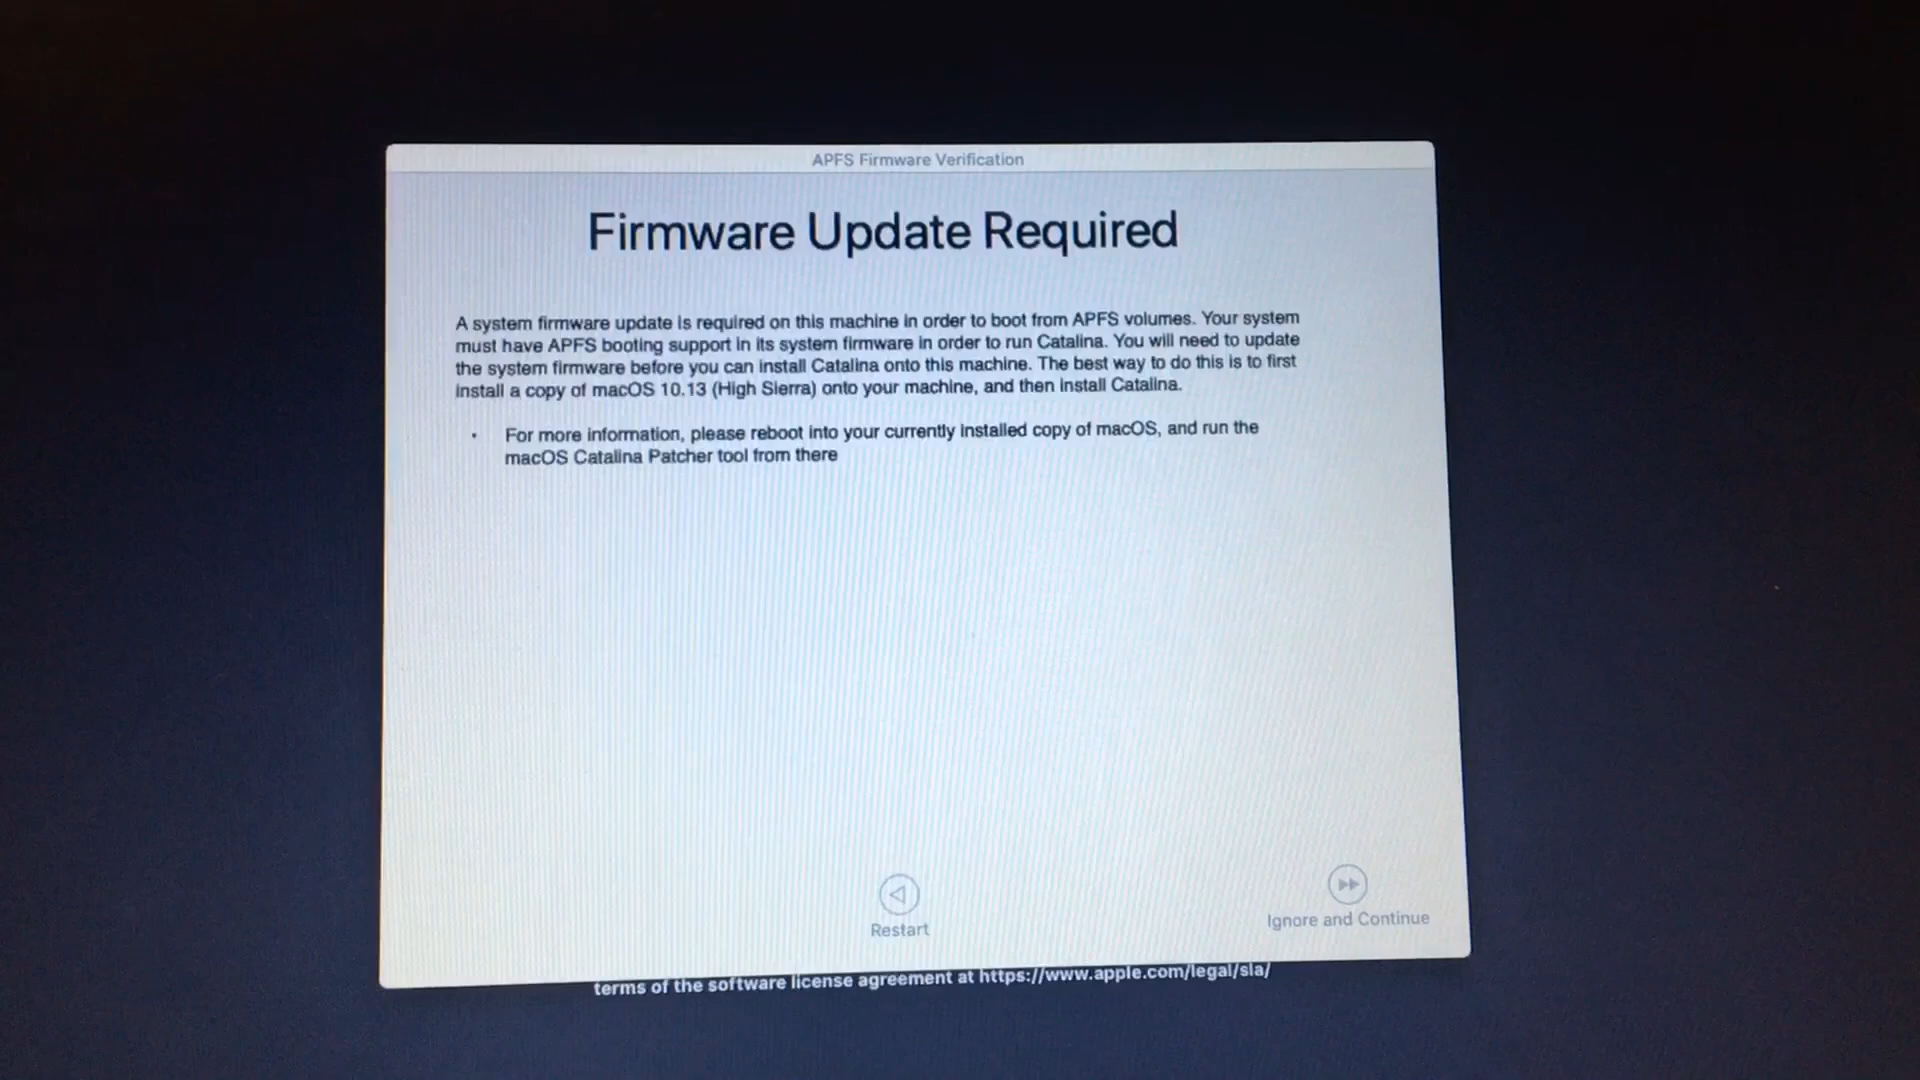 APFS Firmware Verification
Firmware Update Required
A system firmware update is required on this machine in order to boot from APFS volumes. Your system
must have APFS booting support in its system firmware in order to run Catalina. You will need to update
the system firmware before you can install Catalina onto this machine. The best way to do this is to first
install a copy of macOS 10.13 (High Sierra) onto your machine, and then install Catalina.
• For more information, please reboot into your currently installed copy of macOS, and run the
macOS Catalina Patcher tool from there
Restart
Ignore and Continue
terms of the software license agreement at https://www.apple.com/legal/sla/